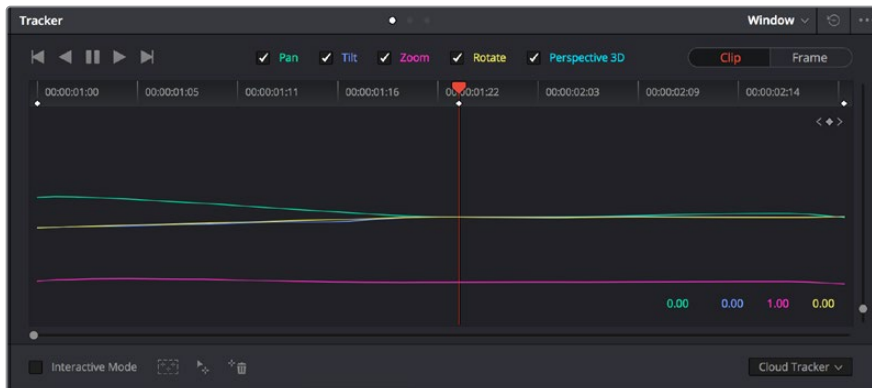 Tracker
Window
Pan Tilt Zoom Rotate Perspective 3D Clip Frame
00:00:01:00 00:00:01:05 00:00:01:11 00:00:01:16 00:00:01:22 00:00:02:03 00:00:02:09 00:00:02:14
0.00 0.00 1.00 0.00
Interactive Mode Cloud Tracker